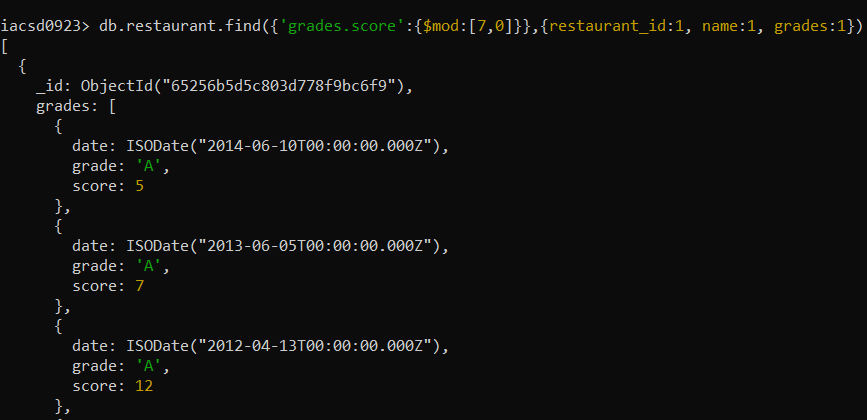 iacsd0923> db.restaurant.find({'grades.score':{$mod:[7,0]}},{restaurant_id:1, name:1, grades:1})
[
  {
    _id: ObjectId("65256b5d5c803d778f9bc6f9"),
    grades: [
      {
        date: ISODate("2014-06-10T00:00:00.000Z"),
        grade: 'A',
        score: 5
      },
      {
        date: ISODate("2013-06-05T00:00:00.000Z"),
        grade: 'A',
        score: 7
      },
      {
        date: ISODate("2012-04-13T00:00:00.000Z"),
        grade: 'A',
        score: 12
      },